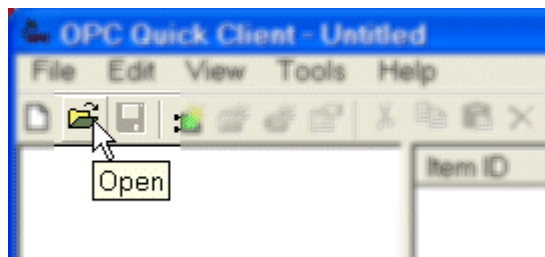 OPC Quick Client - Untitled
File Edit View Tools Help
Open
Item ID